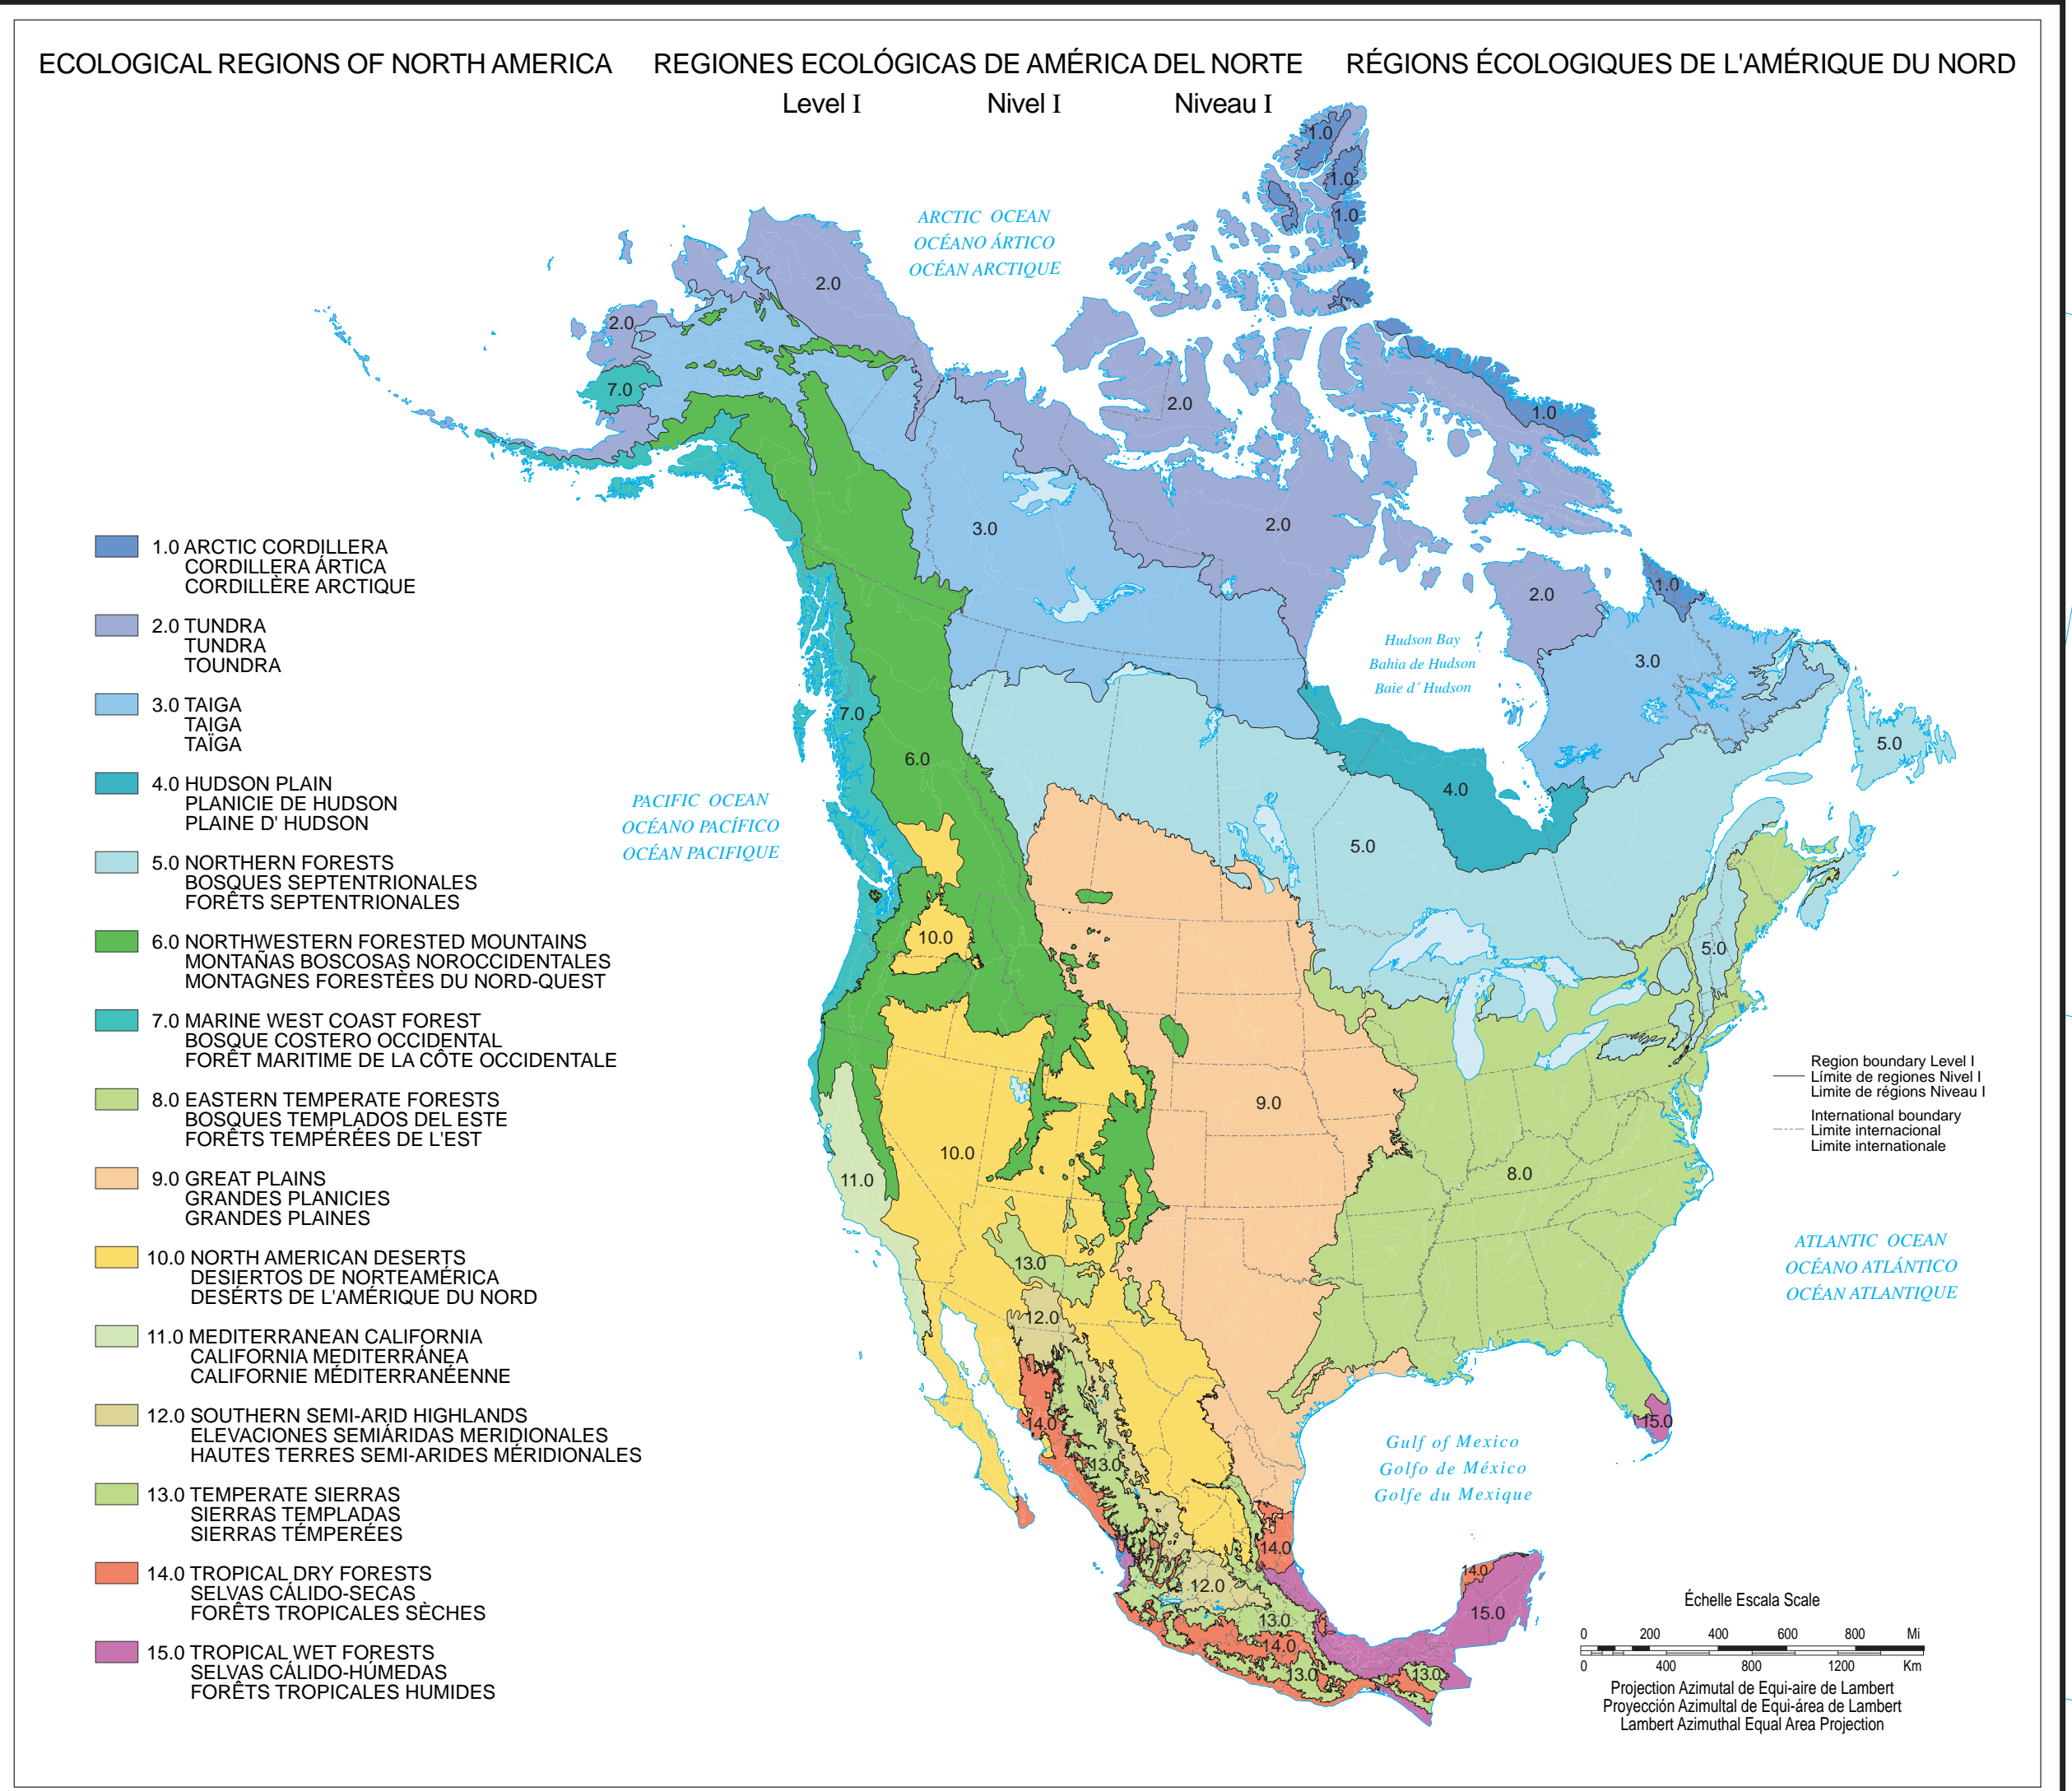 ECOLOGICAL REGIONS OF NORTH AMERICA
REGIONES ECOLÓGICAS DE AMÉRICA DEL NORTE
RÉGIONS ÉCOLOGIQUES DE L'AMÉRIQUE DU NORD
Level I
Nivel I
Niveau I
1.0
1.0
1.0
ARCTIC OCEAN
OCÉANO ÁRTICO
OCÉAN ARCTIQUE
2.0
2.0
7.0
2.0
1.0
3.0
2.0
1.0
2.0
Hudson Bay
Bahia de Hudson
Baie d´ Hudson
3.0
7.0
6.0
5.0
4.0
5.0
PACIFIC OCEAN
OCÉANO PACÍFICO
OCÉAN PACIFIQUE
10.0
5.0
9.0
10.0
11.0
8.0
13.0
12.0
14.0
13.0
15.0
ATLANTIC OCEAN
OCÉANO ATLÁNTICO
OCÉAN ATLANTIQUE
Gulf of Mexico
Golfo de México
Golfe du Mexique
14.0
12.0
14.0
15.0
13.0
14.0
13.0
13.0
1.0 ARCTIC CORDILLERA
CORDILLERA ÁRTICA
CORDILLÈRE ARCTIQUE
2.0 TUNDRA
TUNDRA
TOUNDRA
3.0 TAIGA
TAIGA
TAÏGA
4.0 HUDSON PLAIN
PLANICIE DE HUDSON
PLAINE D' HUDSON
5.0 NORTHERN FORESTS
BOSQUES SEPTENTRIONALES
FORÊTS SEPTENTRIONALES
6.0 NORTHWESTERN FORESTED MOUNTAINS
MONTAÑAS BOSCOSAS NOROCCIDENTALES
MONTAGNES FORESTÈES DU NORD-QUEST
7.0 MARINE WEST COAST FOREST
BOSQUE COSTERO OCCIDENTAL
FORÊT MARITIME DE LA CÔTE OCCIDENTALE
8.0 EASTERN TEMPERATE FORESTS
BOSQUES TEMPLADOS DEL ESTE
FORÊTS TEMPÉRÉES DE L'EST
9.0 GREAT PLAINS
GRANDES PLANICIES
GRANDES PLAINES
10.0 NORTH AMERICAN DESERTS
DESIERTOS DE NORTEAMÉRICA
DESÉRTS DE L'AMÉRIQUE DU NORD
11.0 MEDITERRANEAN CALIFORNIA
CALIFORNIA MEDITERRÁNEA
CALIFORNIE MÉDITERRANÉENNE
12.0 SOUTHERN SEMI-ARID HIGHLANDS
ELEVACIONES SEMIÁRIDAS MERIDIONALES
HAUTES TERRES SEMI-ARIDES MÉRIDIONALES
13.0 TEMPERATE SIERRAS
SIERRAS TEMPLADAS
SIERRAS TÉMPERÉES
14.0 TROPICAL DRY FORESTS
SELVAS CÁLIDO-SECAS
FORÊTS TROPICALES SÈCHES
15.0 TROPICAL WET FORESTS
SELVAS CÁLIDO-HÚMEDAS
FORÊTS TROPICALES HUMIDES
Region boundary Level I
Límite de regiones Nivel I
Limite de régions Niveau I
International boundary
Limite internacional
Limite internationale
Échelle Escala Scale
0 200 400 600 800 Mi
0 400 800 1200 Km
Projection Azimutal de Equi-aire de Lambert
Proyección Azimultal de Equi-área de Lambert
Lambert Azimuthal Equal Area Projection